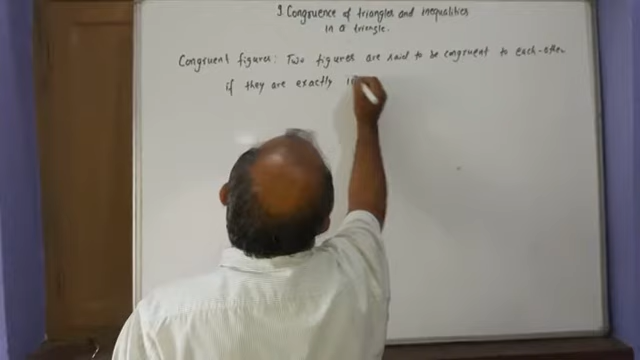 9. Congruence of triangles and inequalities
in a triangle.
Congruent figures: Two figures are said to be congruent to each-other
if they are exactly i